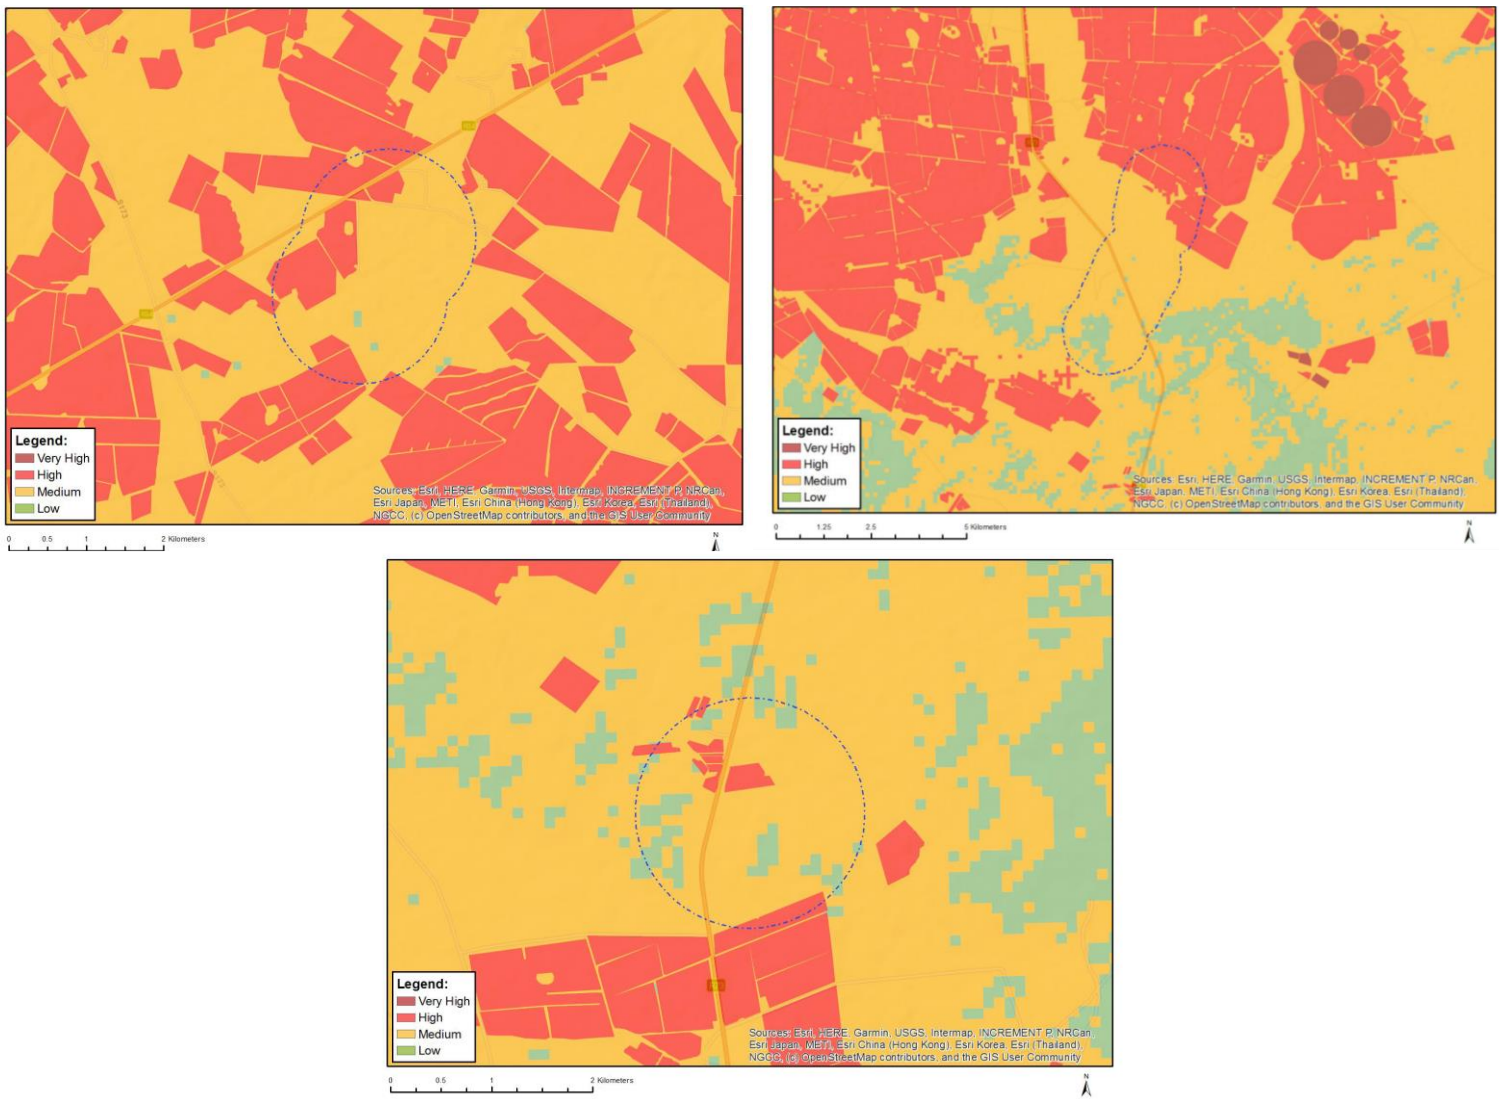 S173
Legend:
Very High
High
Medium
Low
Sources: Esri, HERE, Garmin, USGS, Intermap, INCREMENT P, NRCan,
Esri Japan, METI, Esri China (Hong Kong), Esri Korea, Esri (Thailand),
NGCC, (c) OpenStreetMap contributors, and the GIS User Community
0 0.5 1 2 Kilometers
N
Legend:
Very High
High
Medium
Low
Sources: Esri, HERE, Garmin, USGS, Intermap, INCREMENT P, NRCan,
Esri Japan, METI, Esri China (Hong Kong), Esri Korea, Esri (Thailand),
NGCC, (c) OpenStreetMap contributors, and the GIS User Community
0 1.25 2.5 5 Kilometers
N
Legend:
Very High
High
Medium
Low
Sources: Esri, HERE, Garmin, USGS, Intermap, INCREMENT P, NRCan,
Esri Japan, METI, Esri China (Hong Kong), Esri Korea, Esri (Thailand),
NGCC, (c) OpenStreetMap contributors, and the GIS User Community
0 0.5 1 2 Kilometers
N